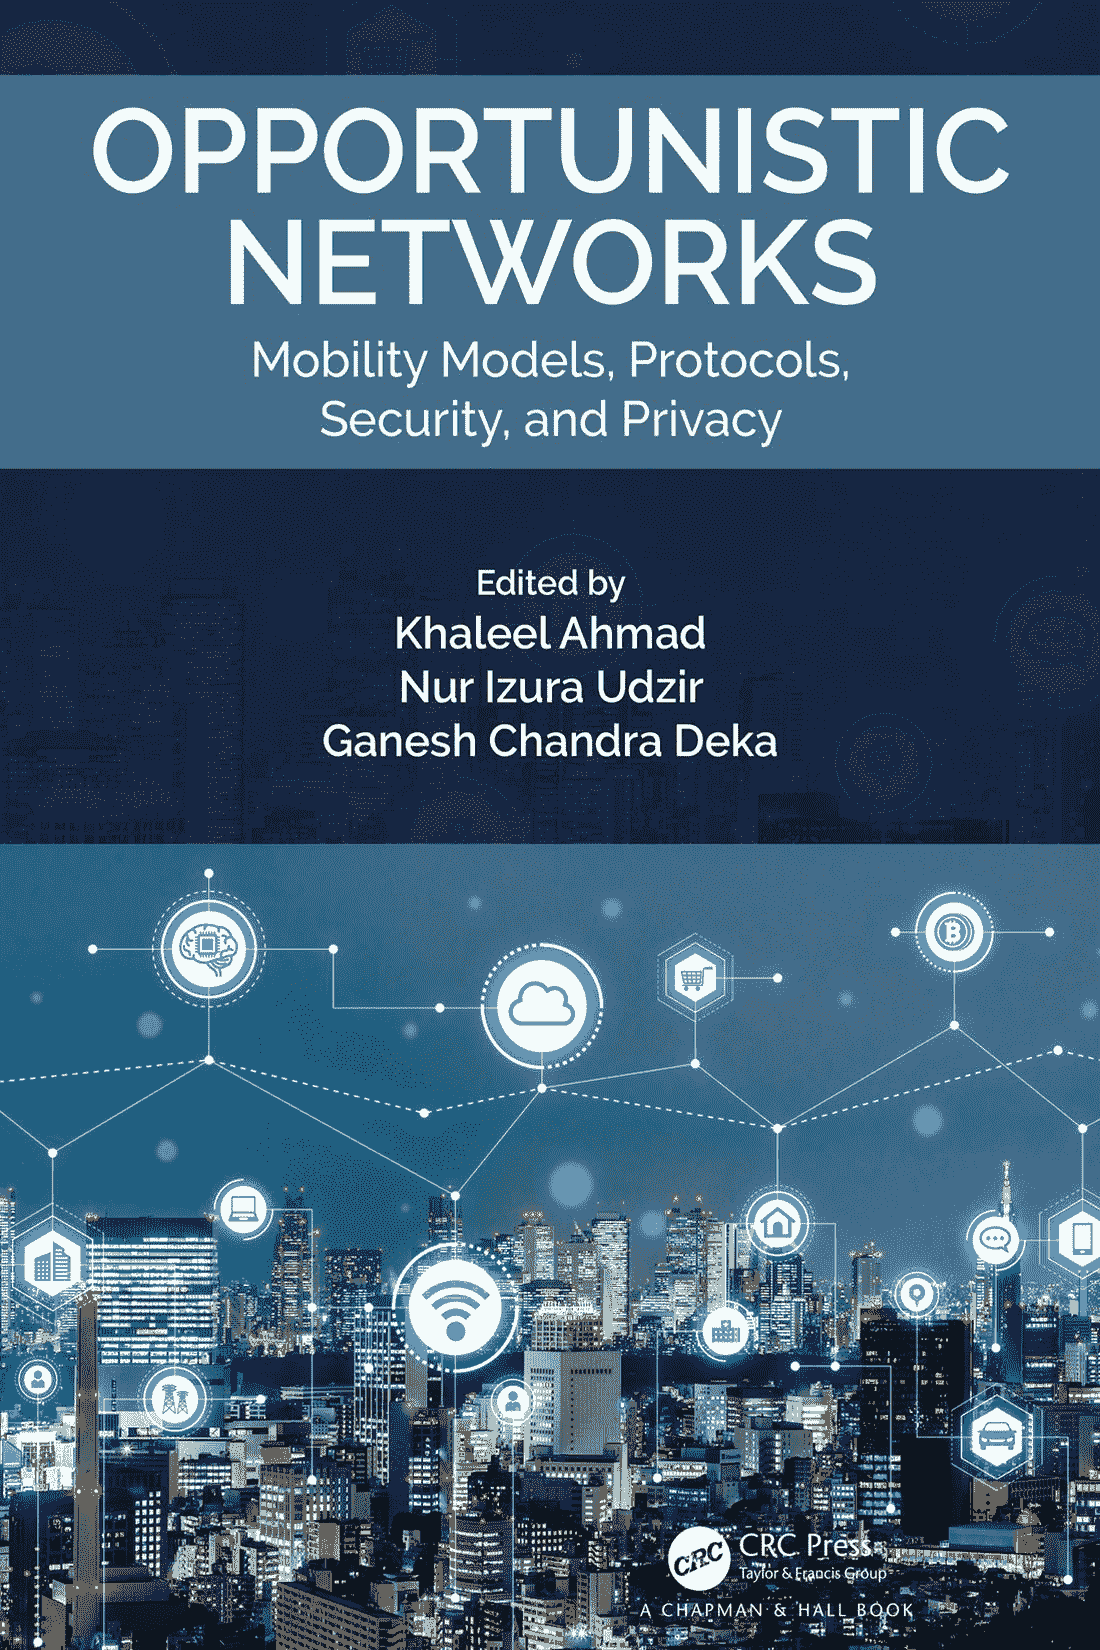 OPPORTUNISTIC
NETWORKS
Mobility Models, Protocols,
Security, and Privacy
Edited by
Khaleel Ahmad
Nur Izura Udzir
Ganesh Chandra Deka
CRC
CRC Press
Taylor & Francis Group
A CHAPMAN & HALL BOOK